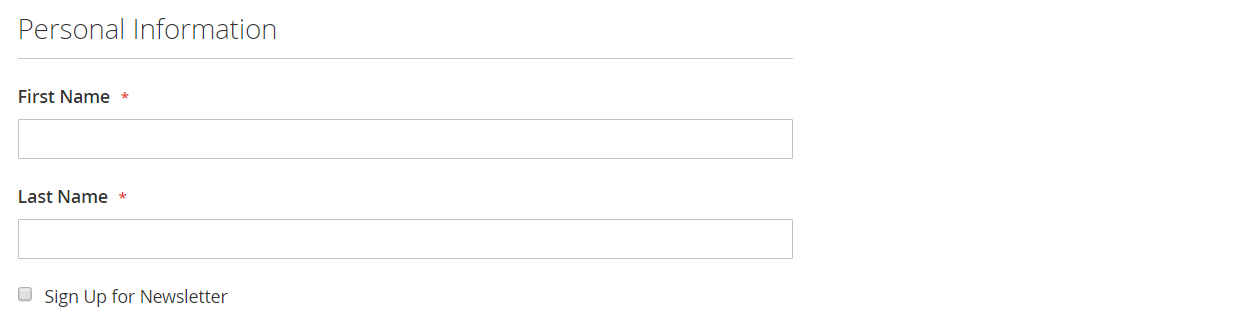 Personal Information
First Name *
Last Name *
Sign Up for Newsletter